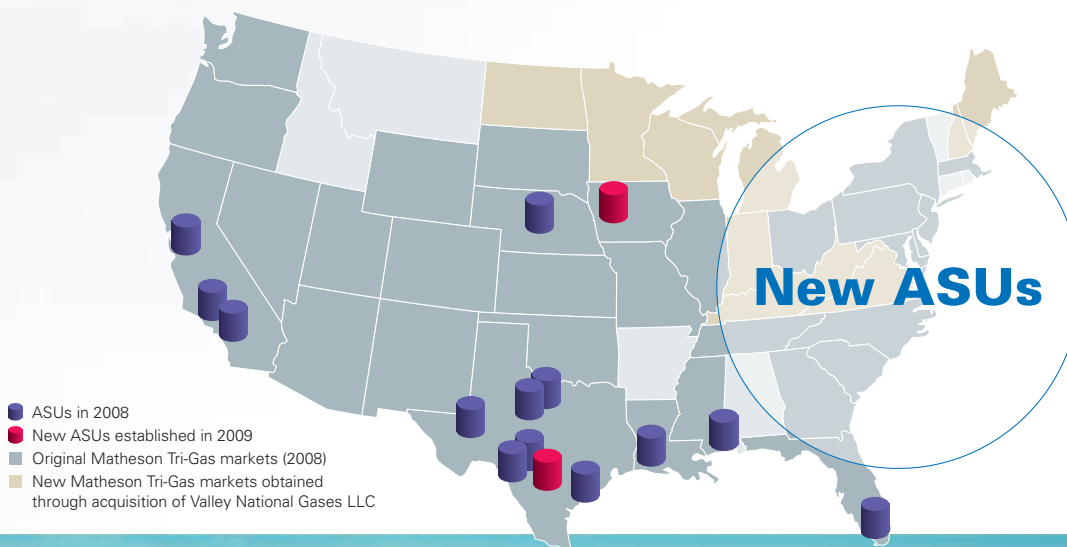 New ASUs
ASUs in 2008
New ASUs established in 2009
Original Matheson Tri-Gas markets (2008)
New Matheson Tri-Gas markets obtained
through acquisition of Valley National Gases LLC